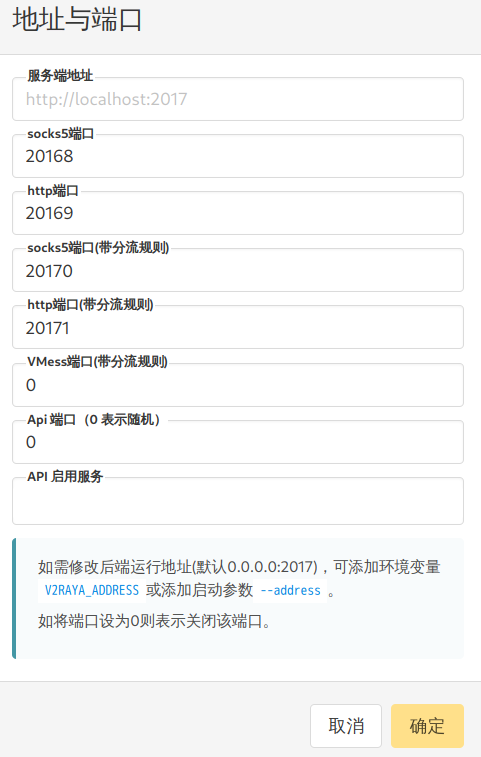 地址与端口
服务端地址
http://localhost:2017
socks5端口
20168
http端口
20169
socks5端口(带分流规则)
20170
http端口(带分流规则)
20171
VMess端口(带分流规则)
0
Api 端口（0 表示随机）
0
API 启用服务
如需修改后端运行地址(默认0.0.0.0:2017)，可添加环境变量
V2RAYA_ADDRESS 或添加启动参数 --address 。
如将端口设为0则表示关闭该端口。
取消
确定